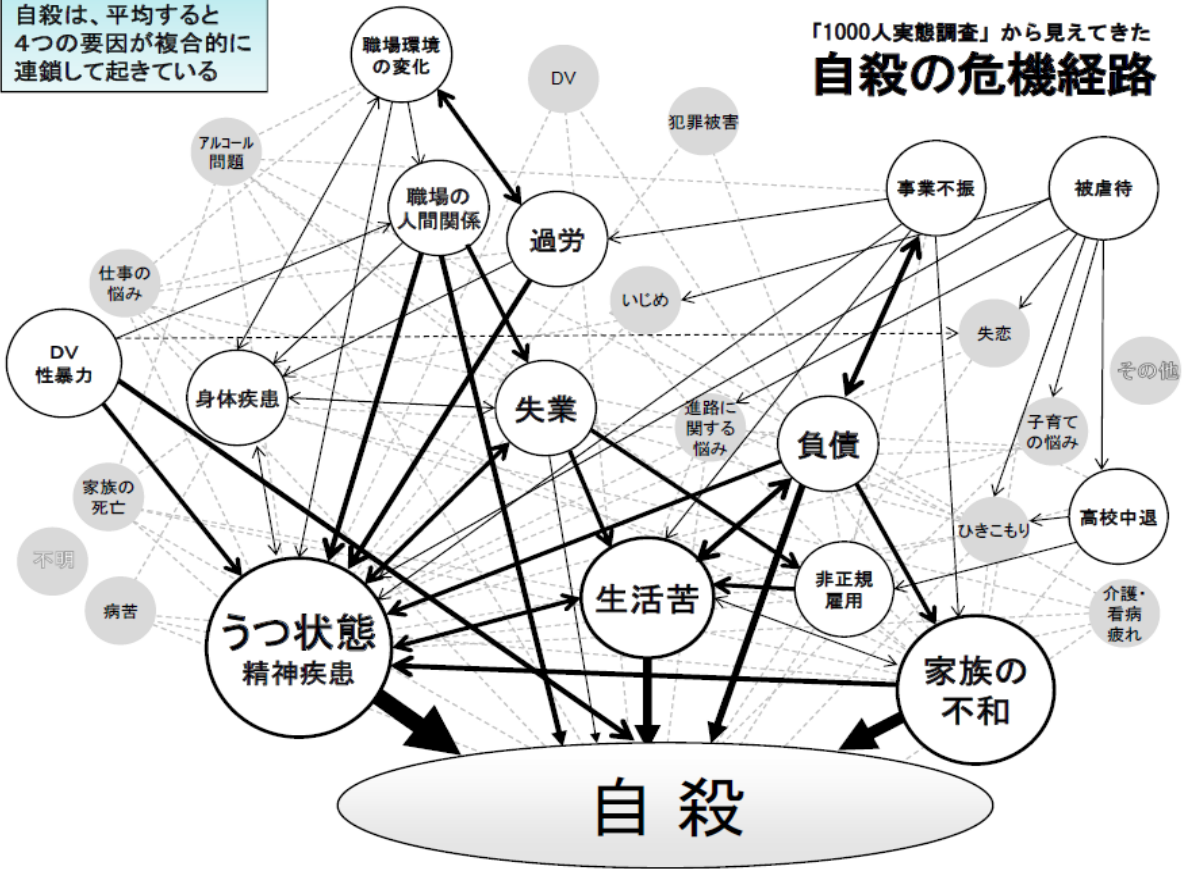 自殺は、平均すると
4つの要因が複合的に
連鎖して起きている
「1000人実態調査」から見えてきた
自殺の危機経路
職場環境
の変化
DV
犯罪被害
アルコール
問題
職場の
人間関係
過労
事業不振
被虐待
仕事の
悩み
いじめ
失恋
DV
性暴力
その他
身体疾患
失業
進路に
関する
悩み
負債
子育て
の悩み
家族の
死亡
ひきこもり
高校中退
不明
病苦
うつ状態
精神疾患
生活苦
非正規
雇用
介護・
看病
疲れ
家族の
不和
自殺